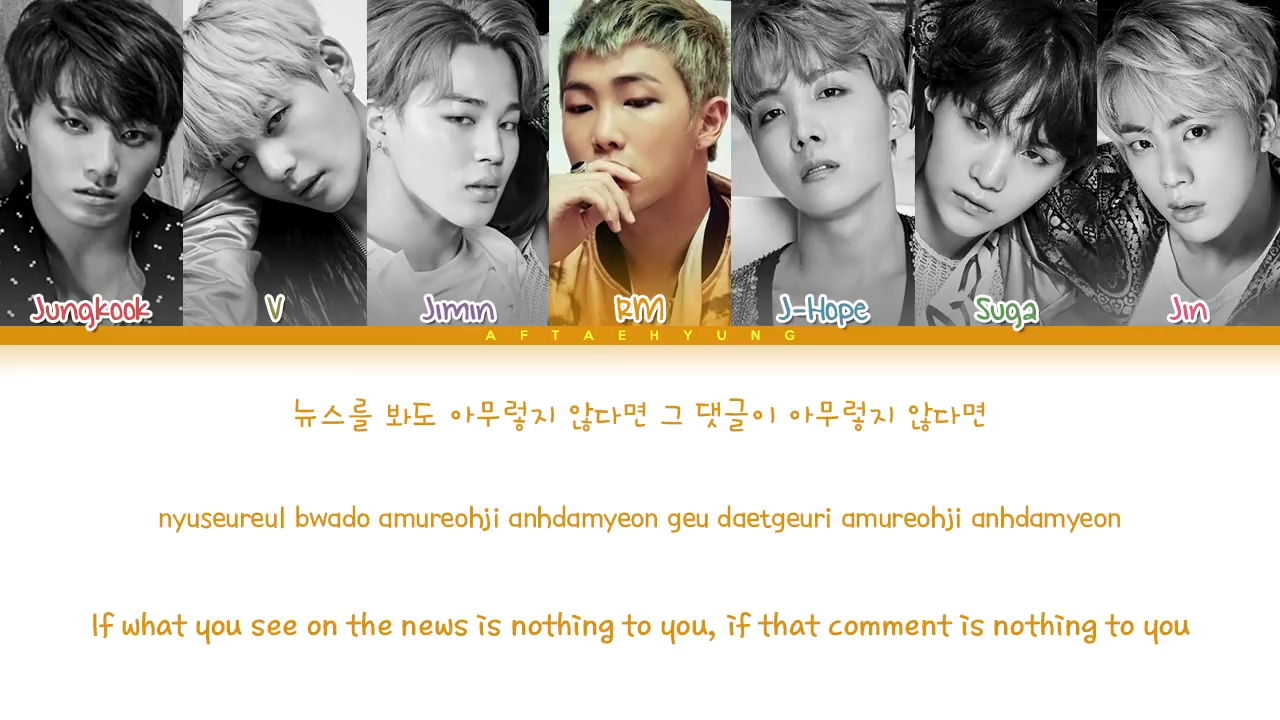 Jungkook
V
Jimin
RM
J-Hope
Suga
Jin
AFTAEHYUNG
뉴스를 봐도 아무렇지 않다면 그 댓글이 아무렇지 않다면
nyuseureul bwado amureohji anhdamyeon geu daetgeuri amureohji anhdamyeon
If what you see on the news is nothing to you, if that comment is nothing to you